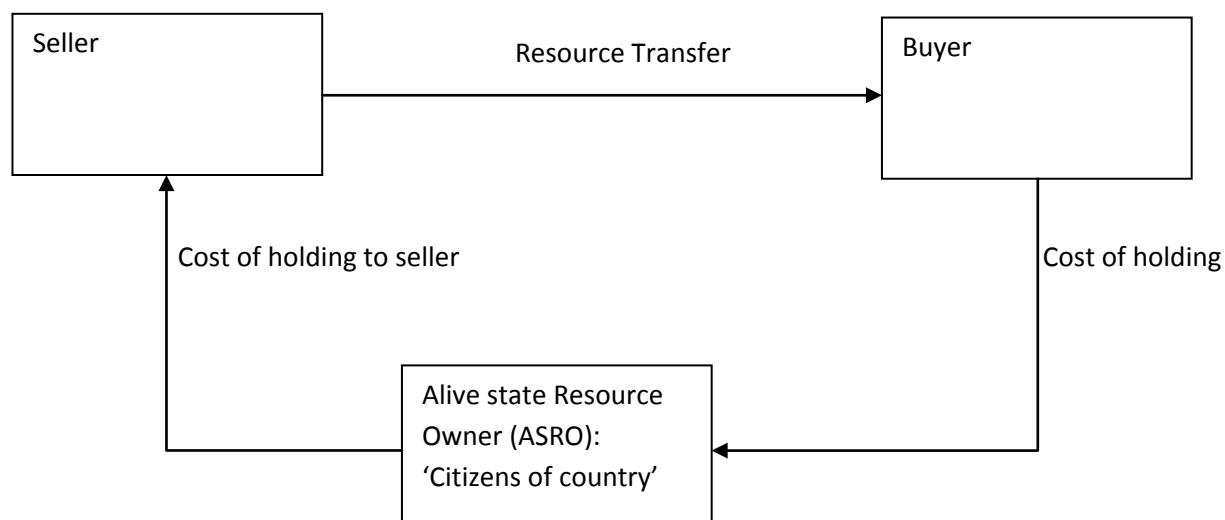 Seller
Resource Transfer
Buyer
Cost of holding to seller
Cost of holding
Alive state Resource
Owner (ASRO):
‘Citizens of country’